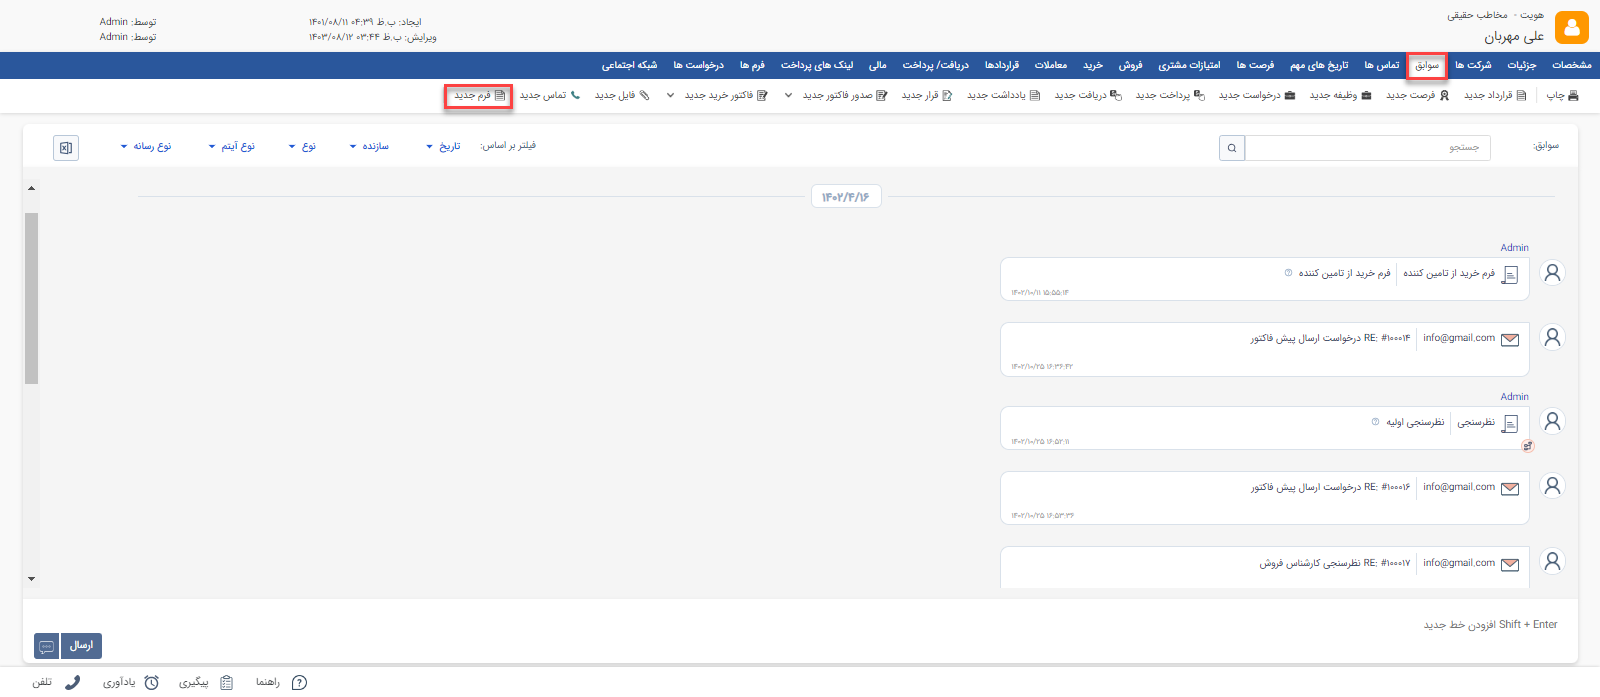 هویت - مخاطب حقیقی
علی مهربان
ایجاد: ب.ظ ۰۴:۳۹ ۱۴۰۱/۰۸/۱۱
توسط: Admin
ویرایش: ب.ظ ۰۳:۴۴ ۱۴۰۳/۰۸/۱۲
توسط: Admin
مشخصات جزئیات شرکت ها سوابق تماس ها تاریخ های مهم فرصت ها امتیازات مشتری فروش خرید معاملات قراردادها دریافت/ پرداخت مالی لینک های پرداخت فرم ها درخواست ها شبکه اجتماعی
چاپ قرارداد جدید فرصت جدید وظیفه جدید درخواست جدید پرداخت جدید دریافت جدید یادداشت جدید قرار جدید صدور فاکتور جدید فاکتور خرید جدید فایل جدید تماس جدید فرم جدید
سوابق: جستجو فیلتر بر اساس: تاریخ سازنده نوع نوع آیتم نوع رسانه
۱۴۰۲/۴/۱۶
Admin
فرم خرید از تامین کننده فرم خرید از تامین کننده
۱۴۰۲/۱۰/۱۱ ۱۵:۵۵:۱۴
info@gmail.com RE: #۱۰۰۰۱۴ درخواست ارسال پیش فاکتور
۱۴۰۲/۱۰/۲۵ ۱۶:۳۶:۴۲
Admin
نظرسنجی نظرسنجی اولیه
۱۴۰۲/۱۰/۲۵ ۱۶:۵۲:۱۱
info@gmail.com RE: #۱۰۰۰۱۶ درخواست ارسال پیش فاکتور
۱۴۰۲/۱۰/۲۵ ۱۶:۵۳:۳۶
info@gmail.com RE: #۱۰۰۰۱۷ نظرسنجی کارشناس فروش
Shift + Enter افزودن خط جدید
ارسال
راهنما پیگیری یادآوری تلفن